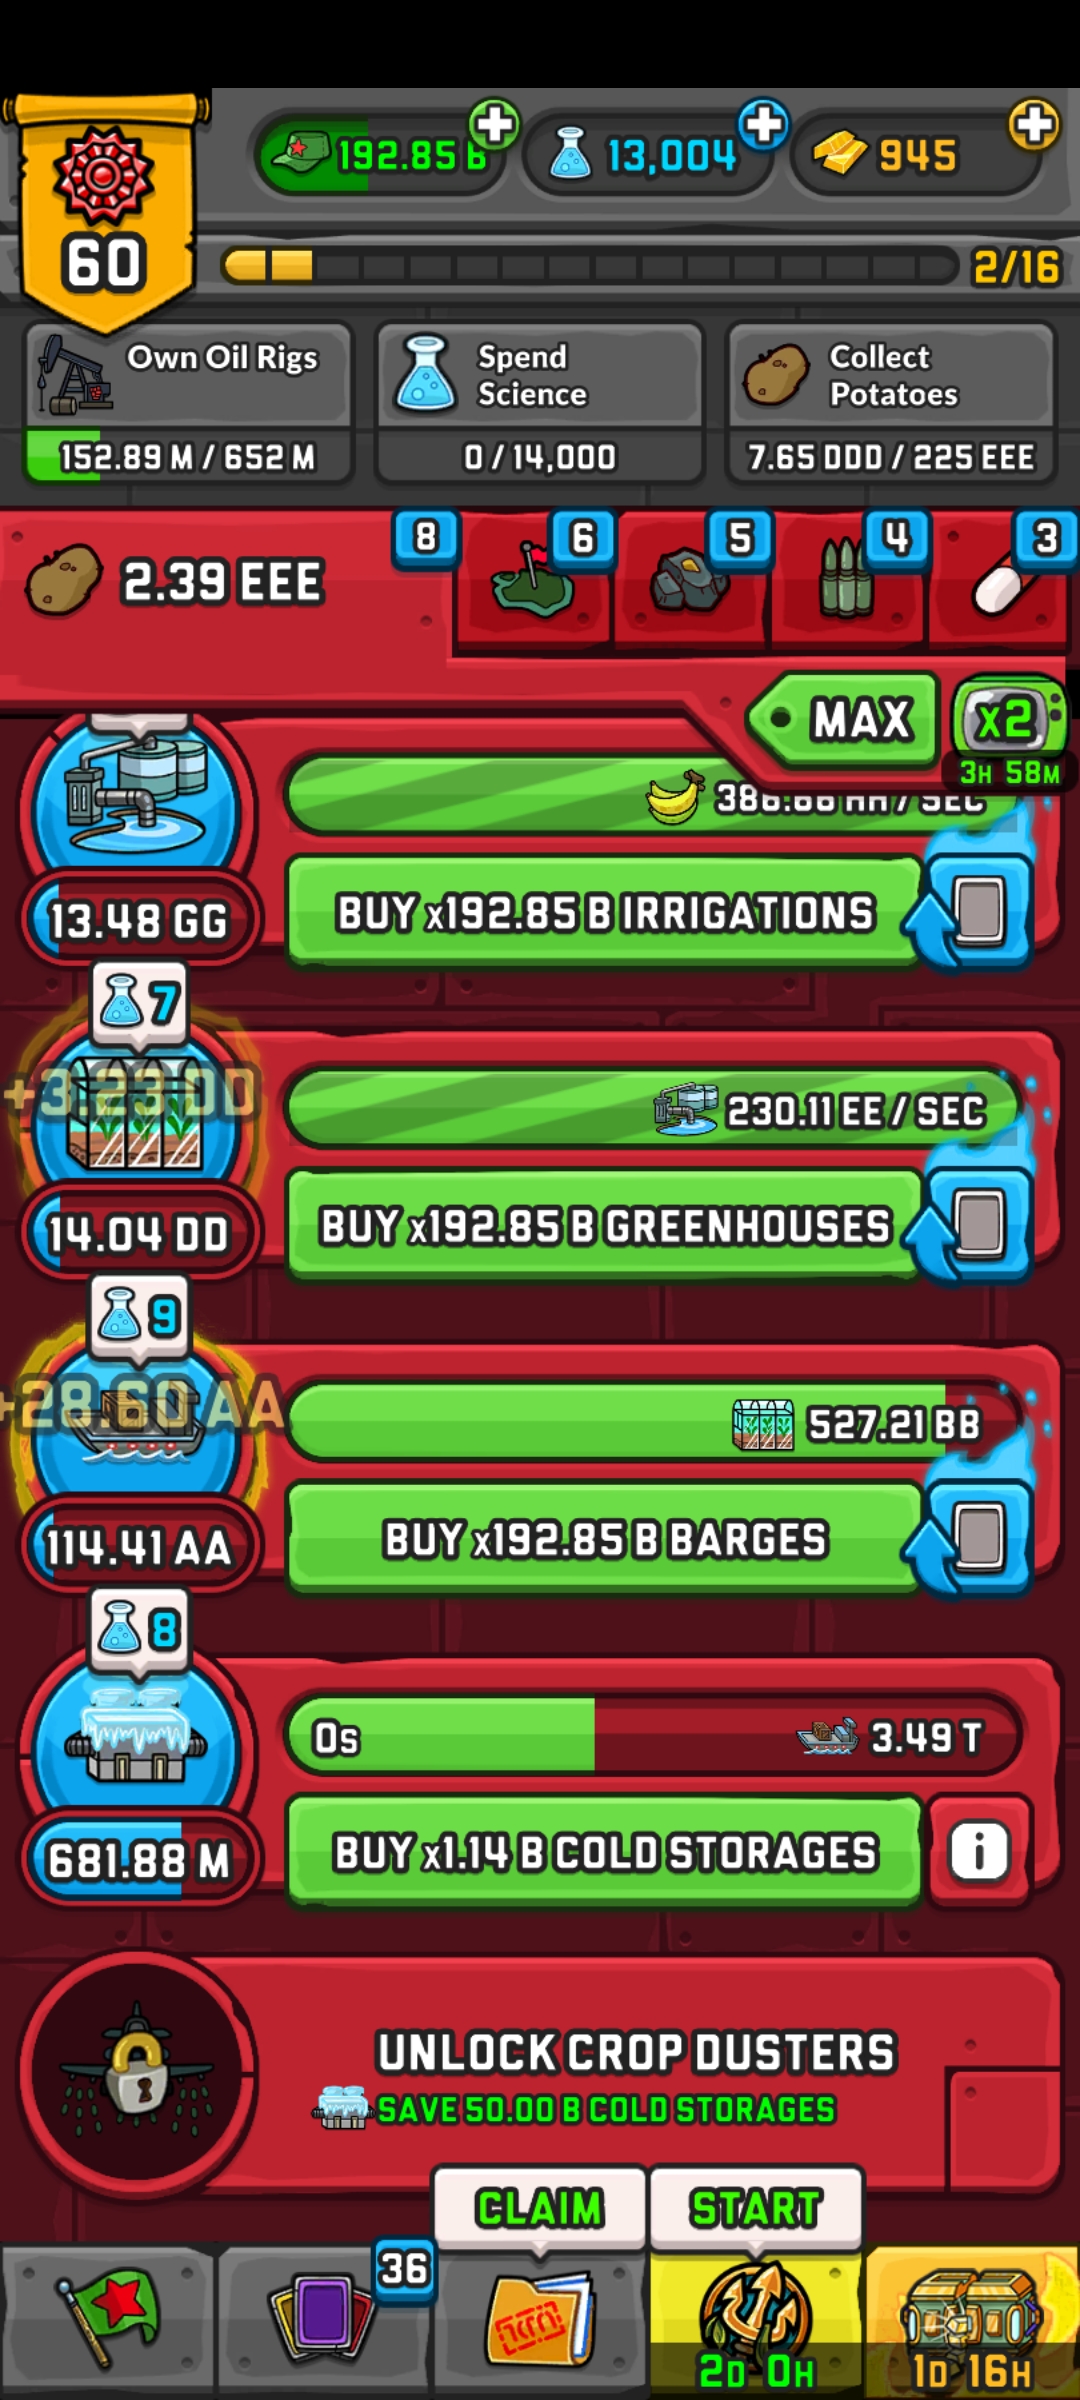 192.85 B
13,004
945
60
2/16
Own Oil Rigs
Spend
Science
Collect
Potatoes
152.89 M / 652 M
0 / 14,000
7.65 DDD / 225 EEE
8
6
5
4
3
2.39 EEE
MAX
x2
3H 58M
BUY x192.85 B IRRIGATIONS
13.48 GG
7
+3.23 DD
230.11 EE / SEC
BUY x192.85 B GREENHOUSES
14.04 DD
9
+28.60 AA
527.21 BB
BUY x192.85 B BARGES
114.41 AA
8
0s
3.49 T
BUY x1.14 B COLD STORAGES
i
681.88 M
UNLOCK CROP DUSTERS
SAVE 50.00 B COLD STORAGES
CLAIM
START
36
2D 0H
1D 16H